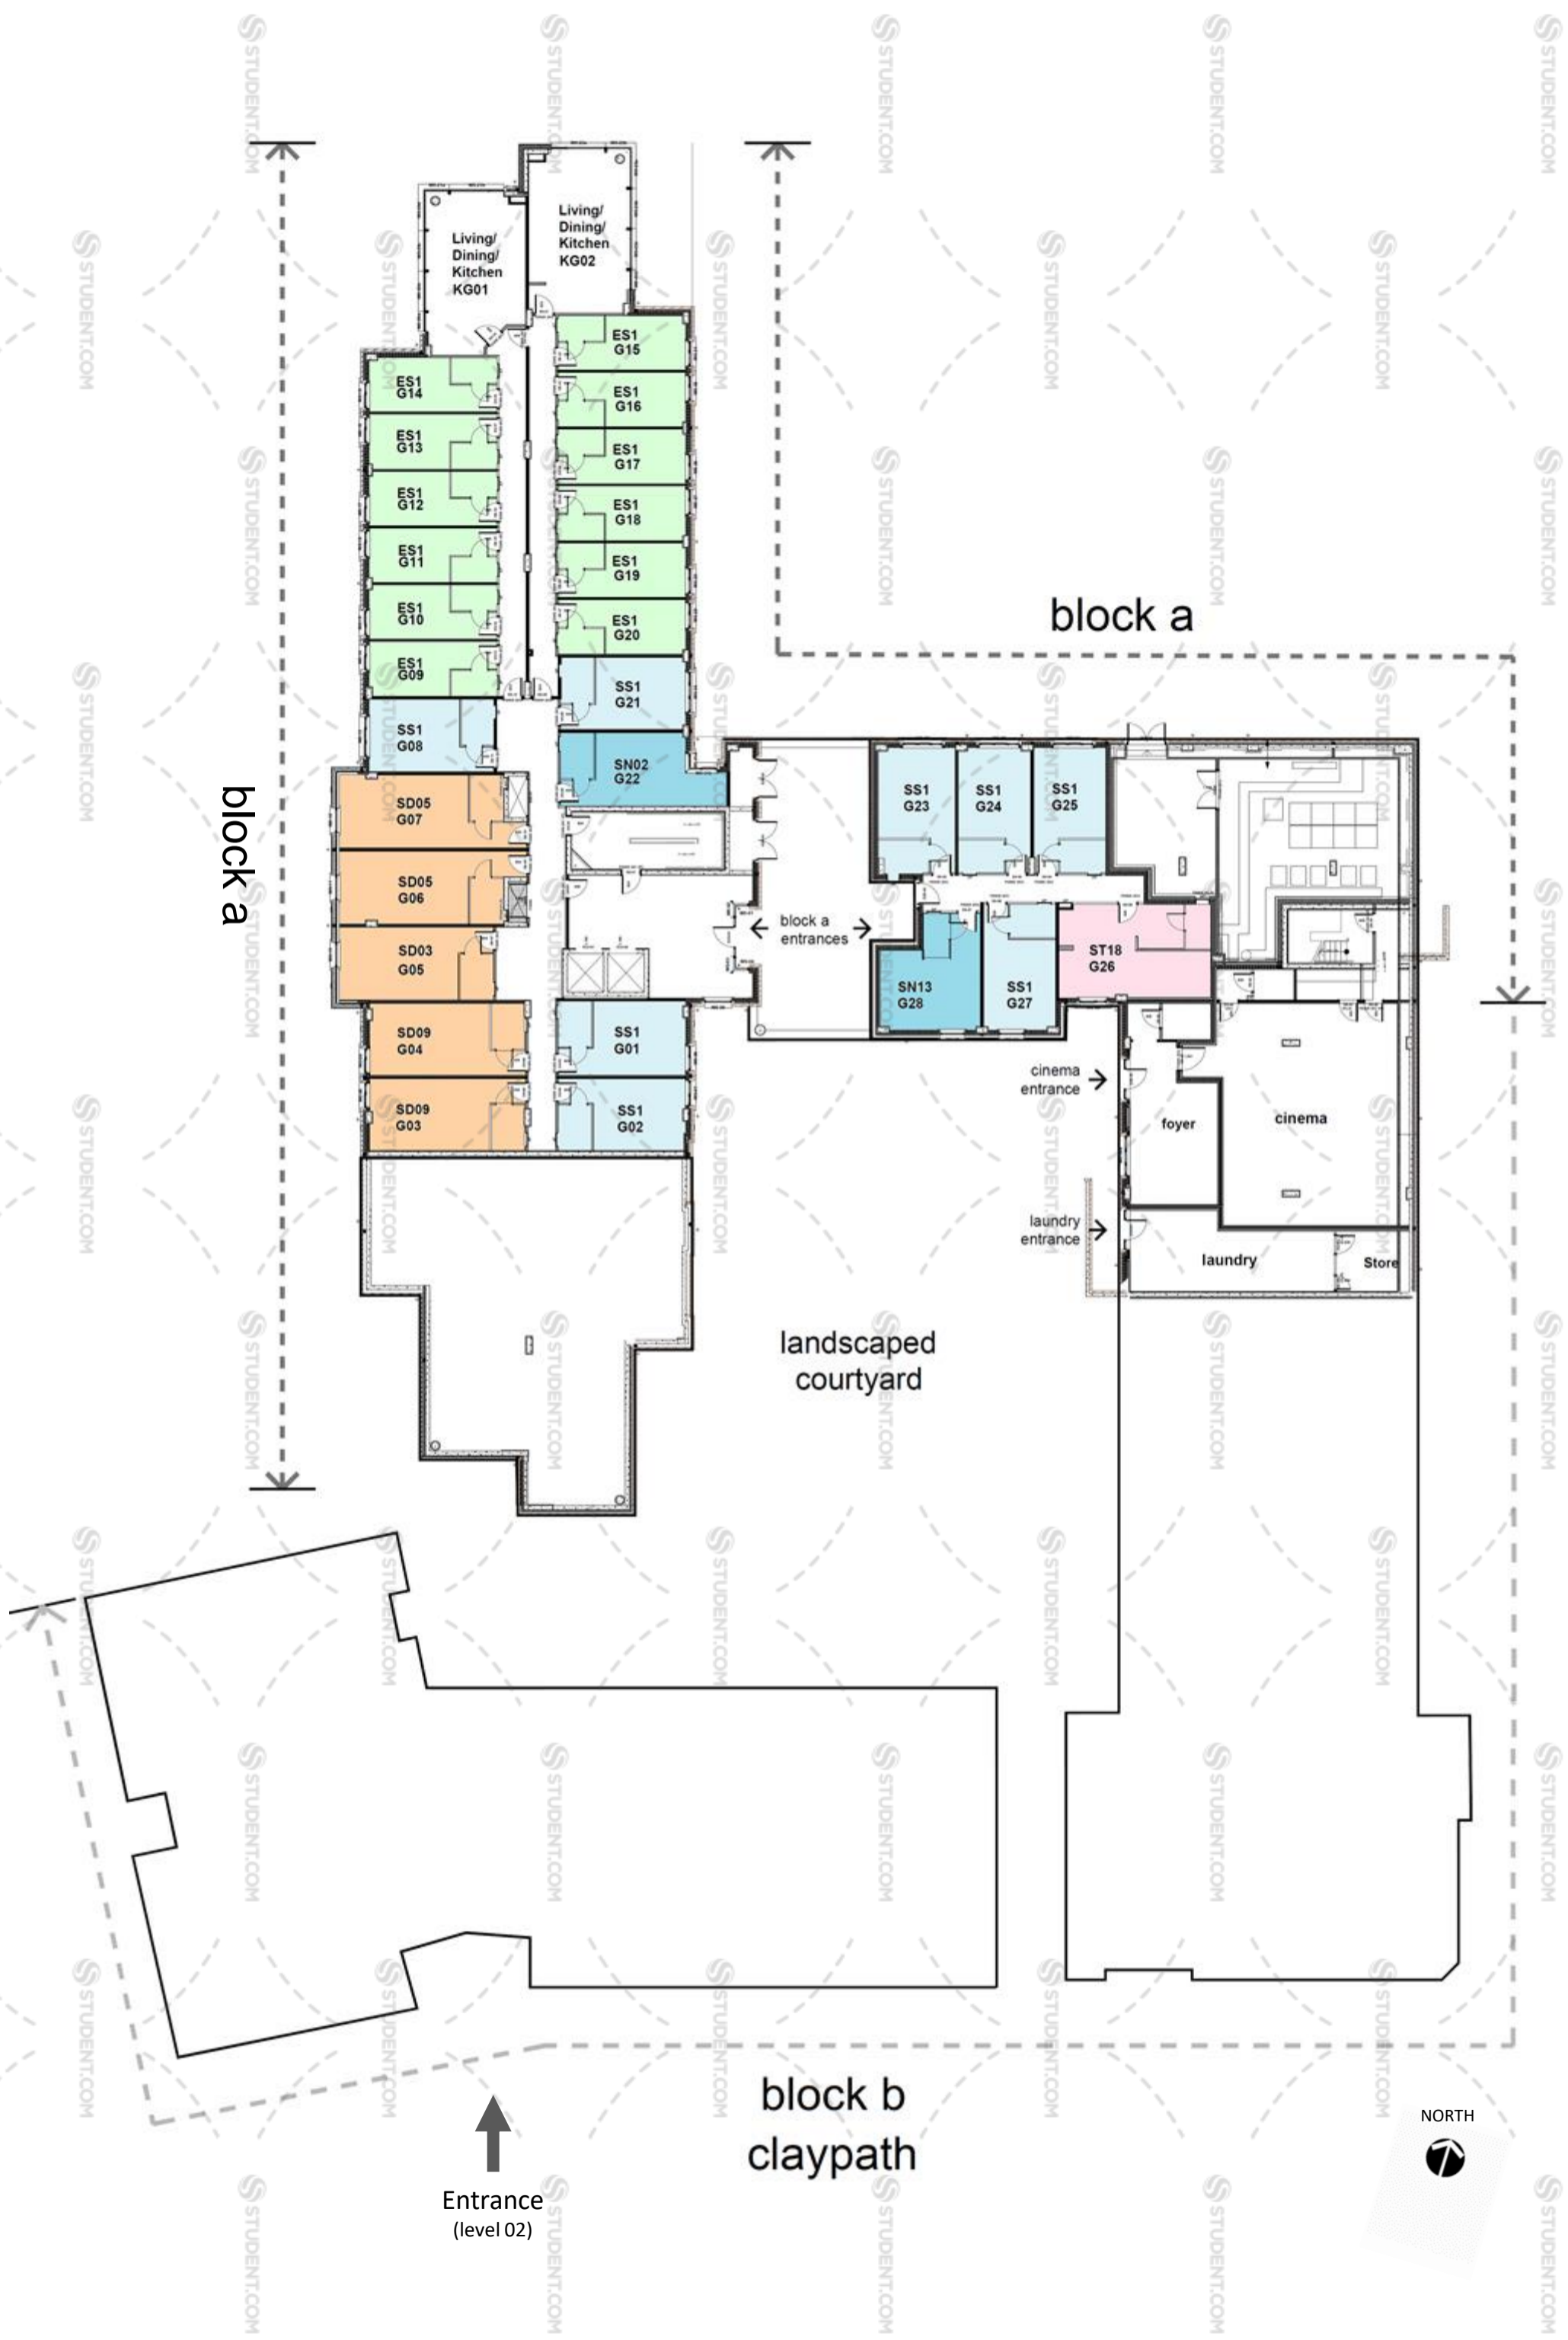 Living/
Dining/
Kitchen
KG02
Living/
Dining/
Kitchen
KG01
ES1
G15
ES1
G14
ES1
G16
ES1
G13
ES1
G17
ES1
G12
ES1
G18
ES1
G11
ES1
G19
ES1
G10
ES1
G20
ES1
G09
SS1
G21
SS1
G08
SN02
G22
SD05
G07
SD05
G06
SD03
G05
SD09
G04
SD09
G03
SS1
G01
SS1
G02
block a
block a
SS1
G23
SS1
G24
SS1
G25
block a
entrances
SN13
G28
SS1
G27
ST18
G26
cinema
entrance
foyer
cinema
laundry
entrance
laundry
Store
landscaped
courtyard
block b
claypath
Entrance
(level 02)
NORTH
STUDENT.COM